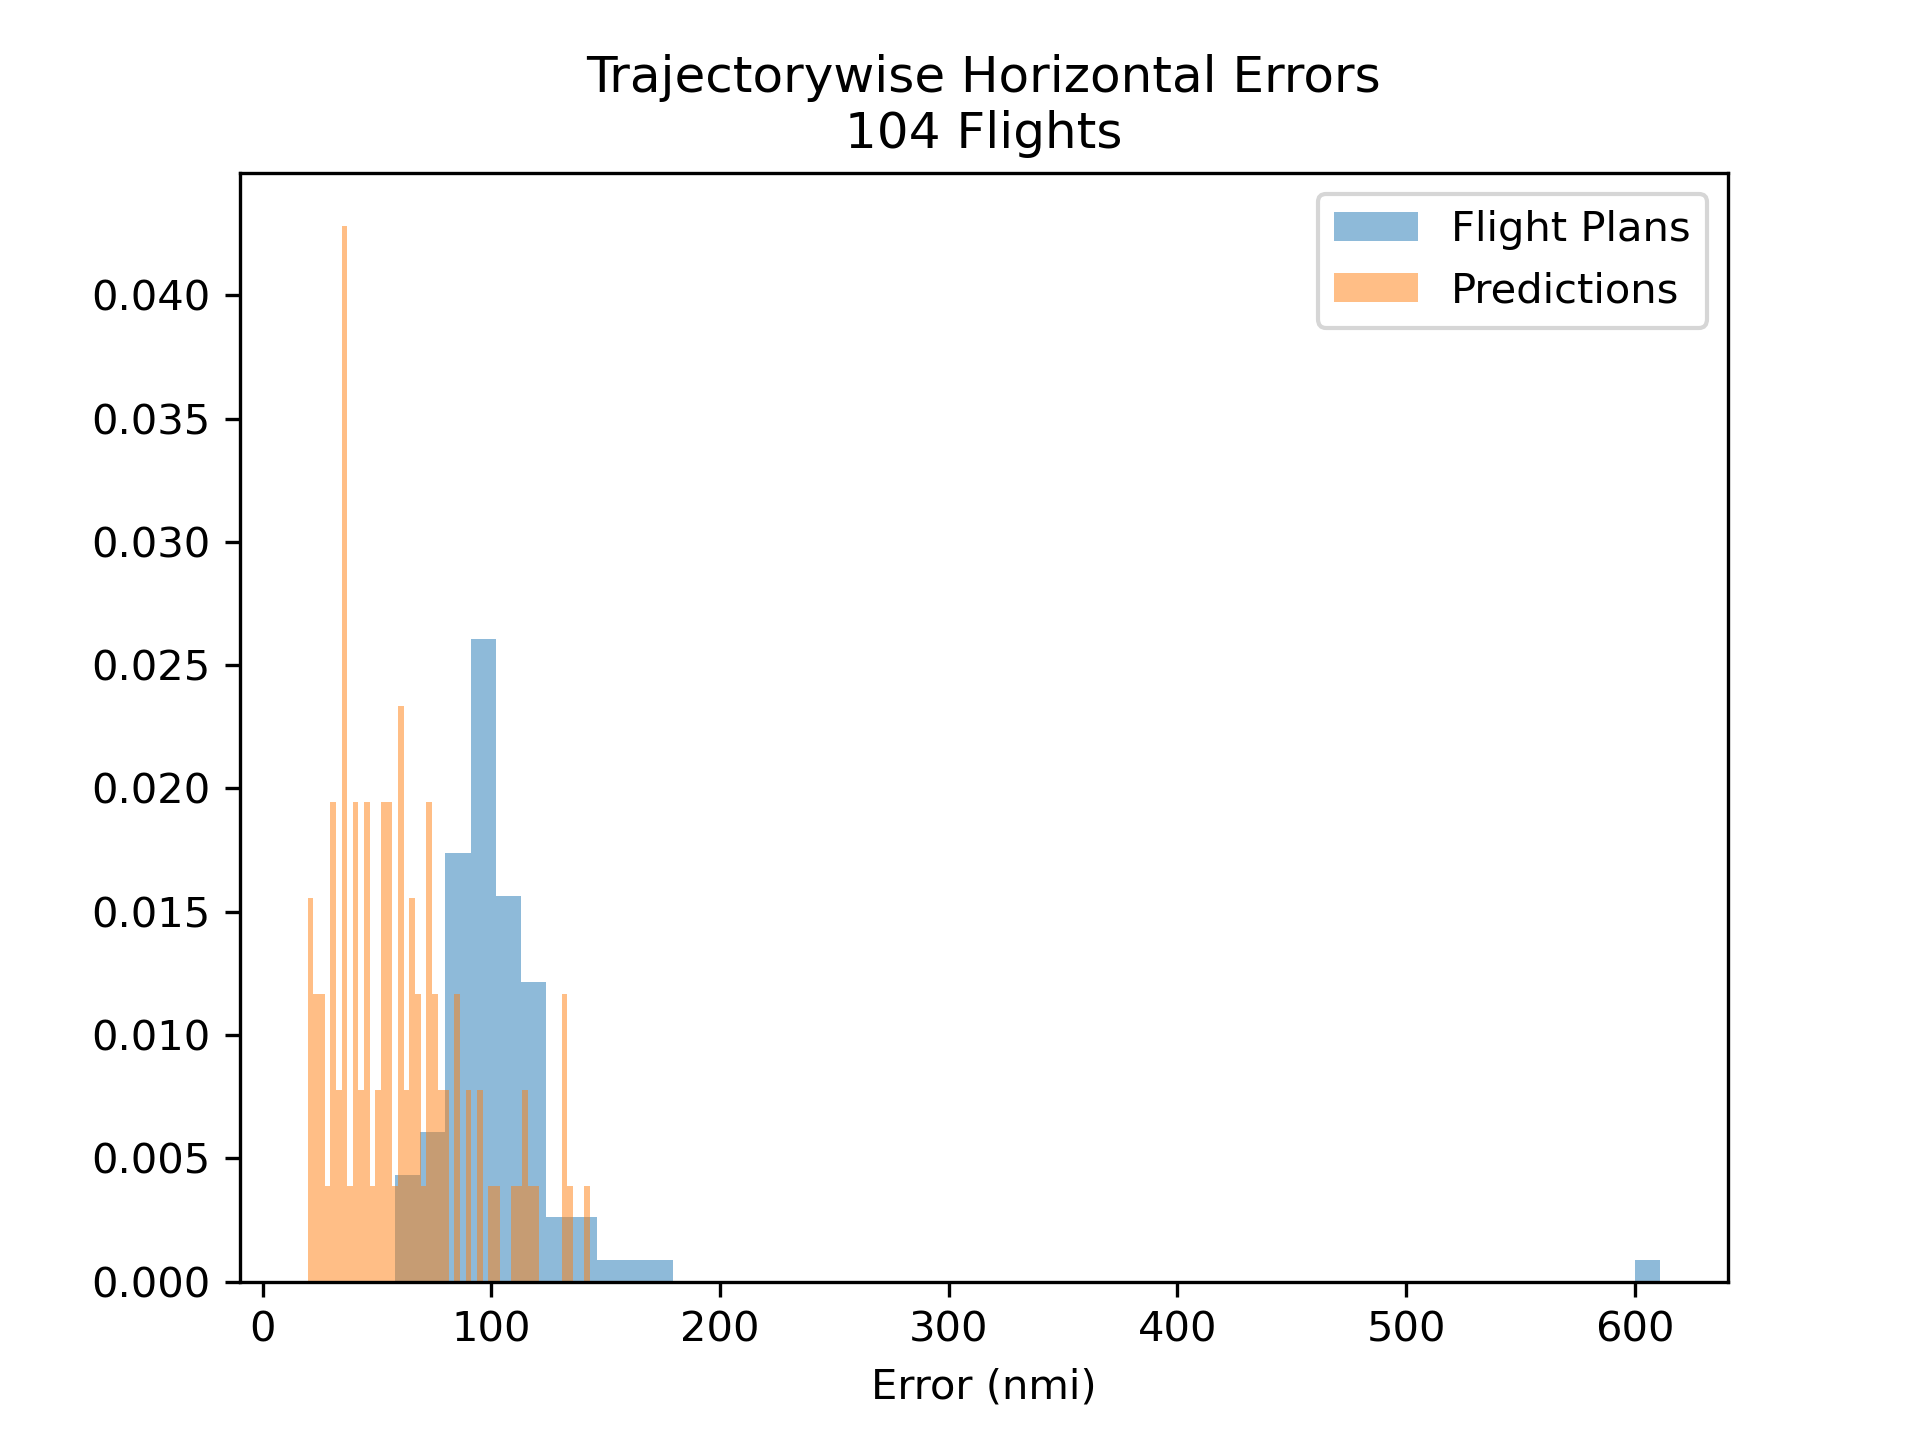 Trajectorywise Horizontal Errors
104 Flights
Flight Plans
Predictions
0.040
0.035
0.030
0.025
0.020
0.015
0.010
0.005
0.000
0 100 200 300 400 500 600
Error (nmi)